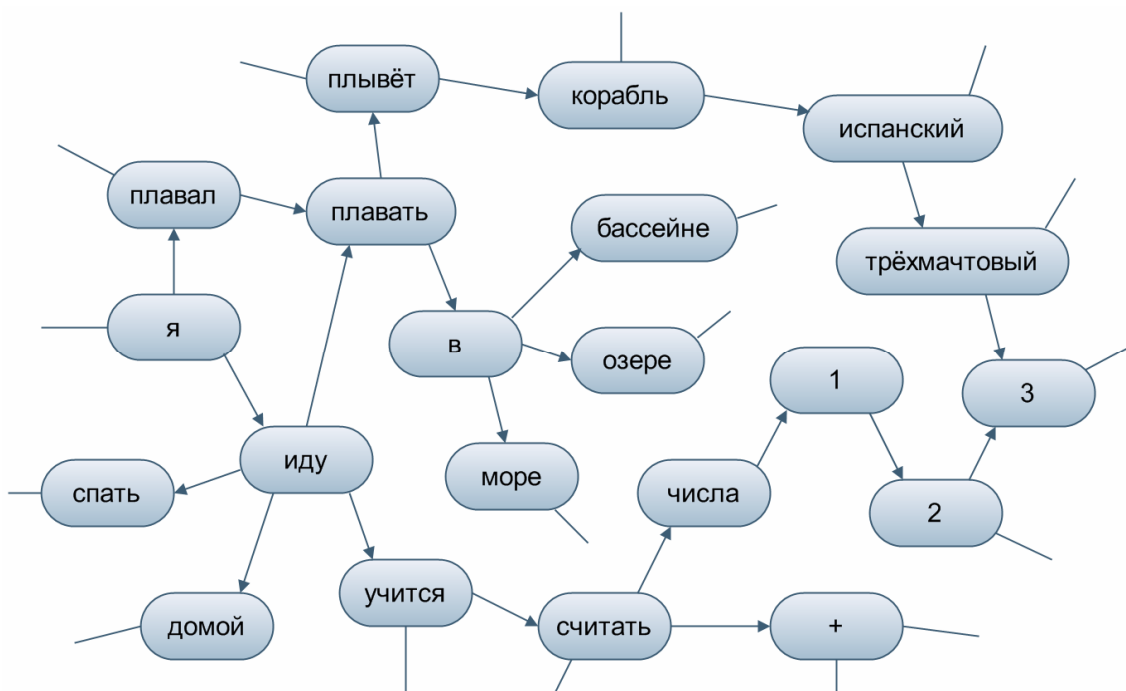 плывёт
корабль
испанский
плавал
плавать
бассейне
трёхмачтовый
я
в
озере
1
3
иду
море
числа
2
спать
учится
считать
+
домой